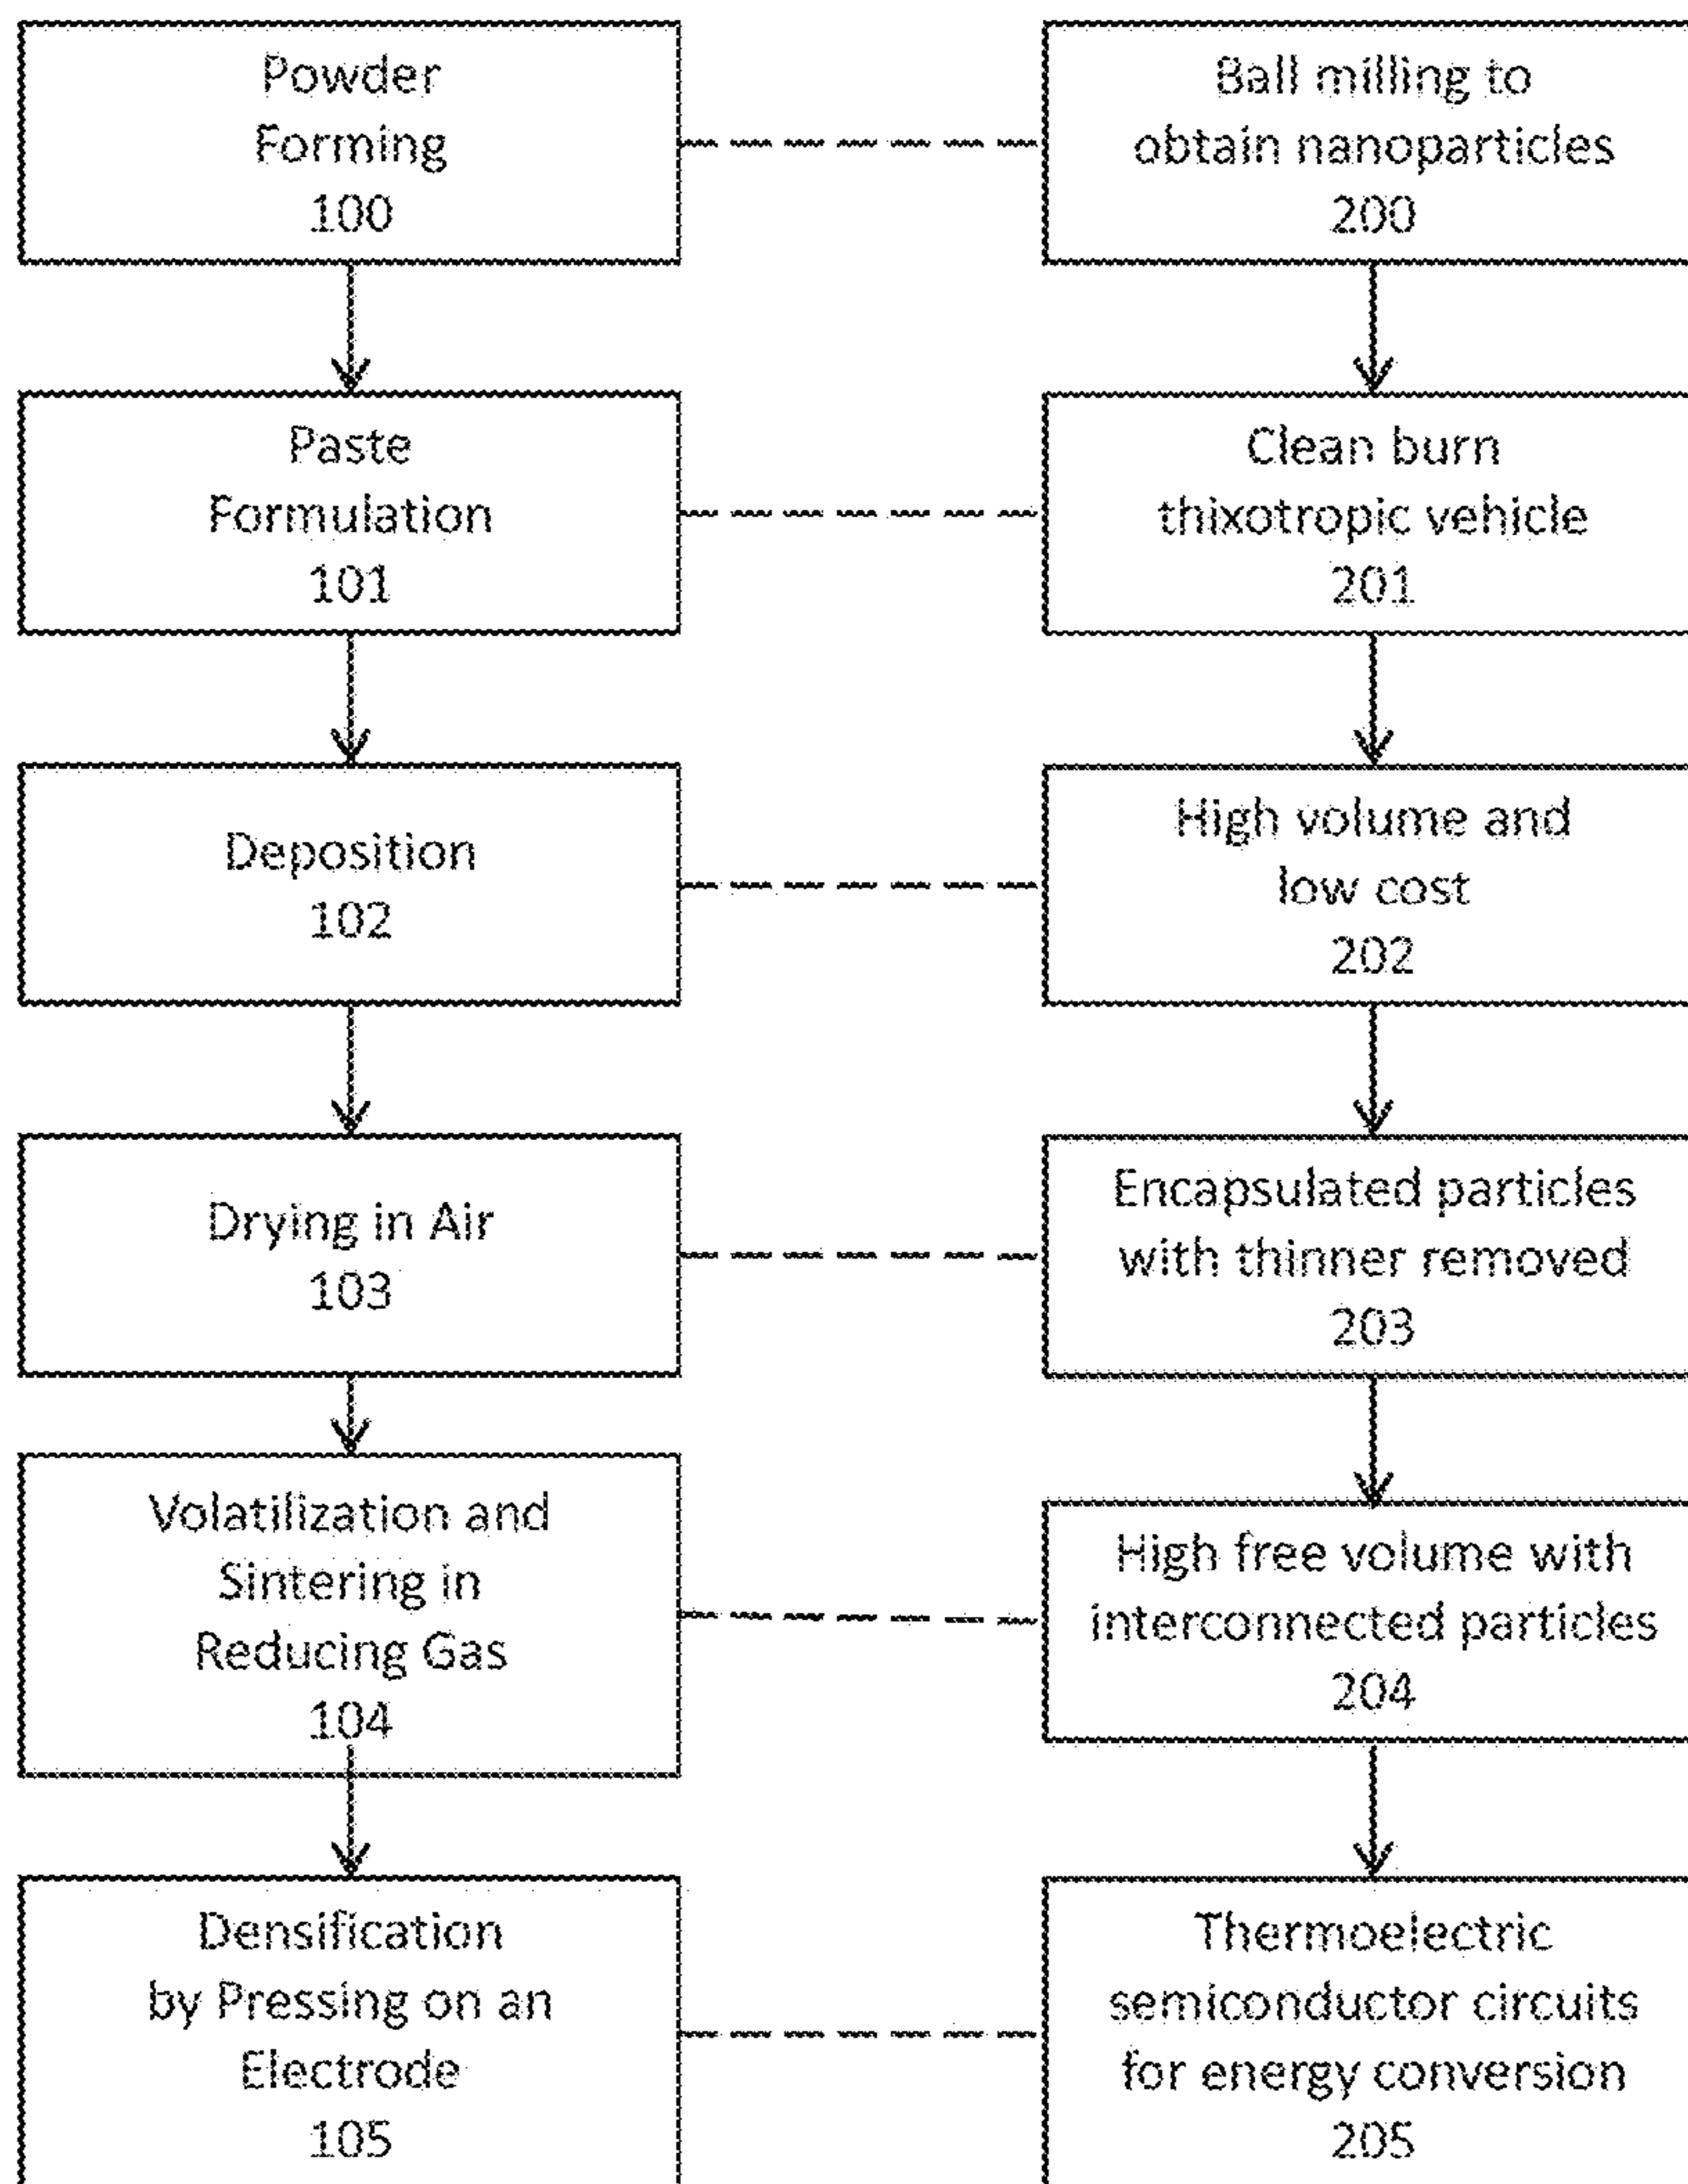 Powder
Forming
100
Ball milling to
obtain nanoparticles
200
Paste
Formulation
101
Clean burn
thixotropic vehicle
201
Deposition
102
High volume and
low cost
202
Drying in Air
103
Encapsulated particles
with thinner removed
203
Volatilization and
Sintering in
Reducing Gas
104
High free volume with
interconnected particles
204
Densification
by Pressing on an
Electrode
105
Thermoelectric
semiconductor circuits
for energy conversion
205